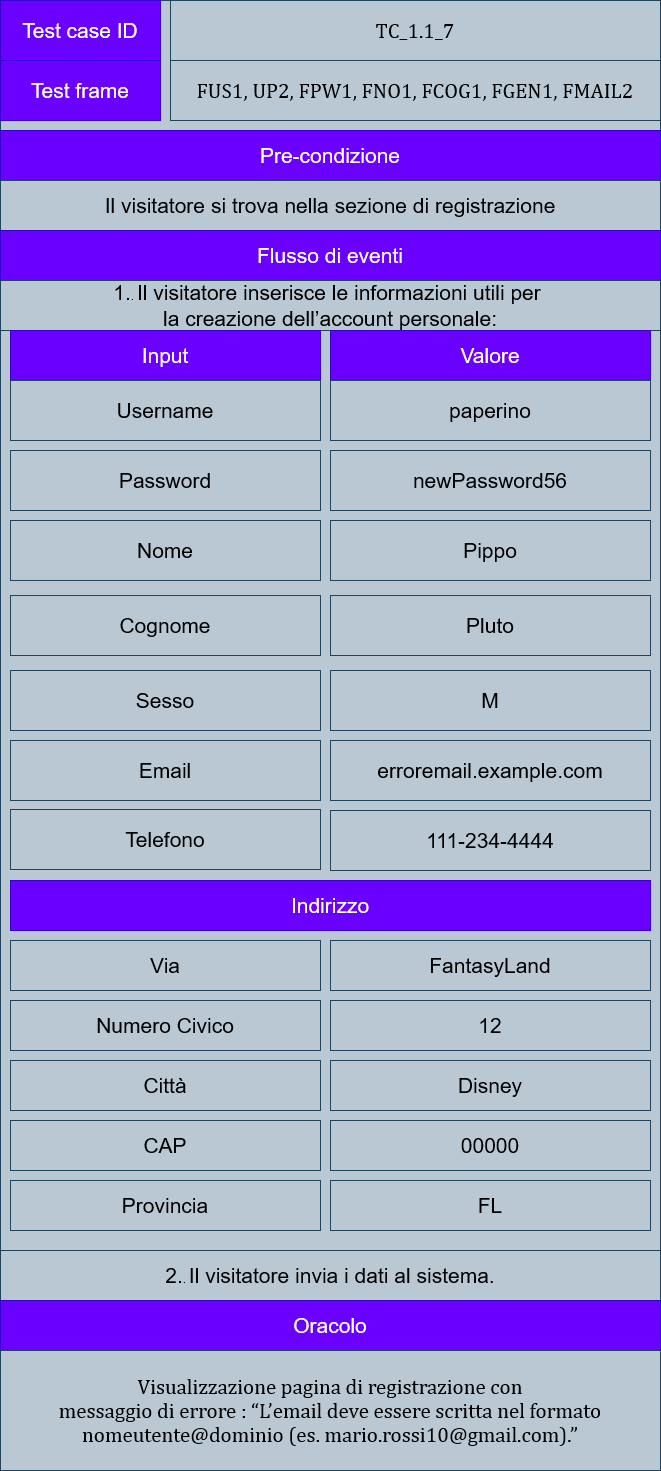 Test case ID
TC_1.1_7
Test frame
FUS1, UP2, FPW1, FNO1, FCOG1, FGEN1, FMAIL2
Pre-condizione
Il visitatore si trova nella sezione di registrazione
Flusso di eventi
1. Il visitatore inserisce le informazioni utili per
la creazione dell’account personale:
Input
Valore
Username
paperino
Password
newPassword56
Nome
Pippo
Cognome
Pluto
Sesso
M
Email
erroremail.example.com
Telefono
111-234-4444
Indirizzo
Via
FantasyLand
Numero Civico
12
Città
Disney
CAP
00000
Provincia
FL
2. Il visitatore invia i dati al sistema.
Oracolo
Visualizzazione pagina di registrazione con
messaggio di errore : “L’email deve essere scritta nel formato
nomeutente@dominio (es. mario.rossi10@gmail.com).”